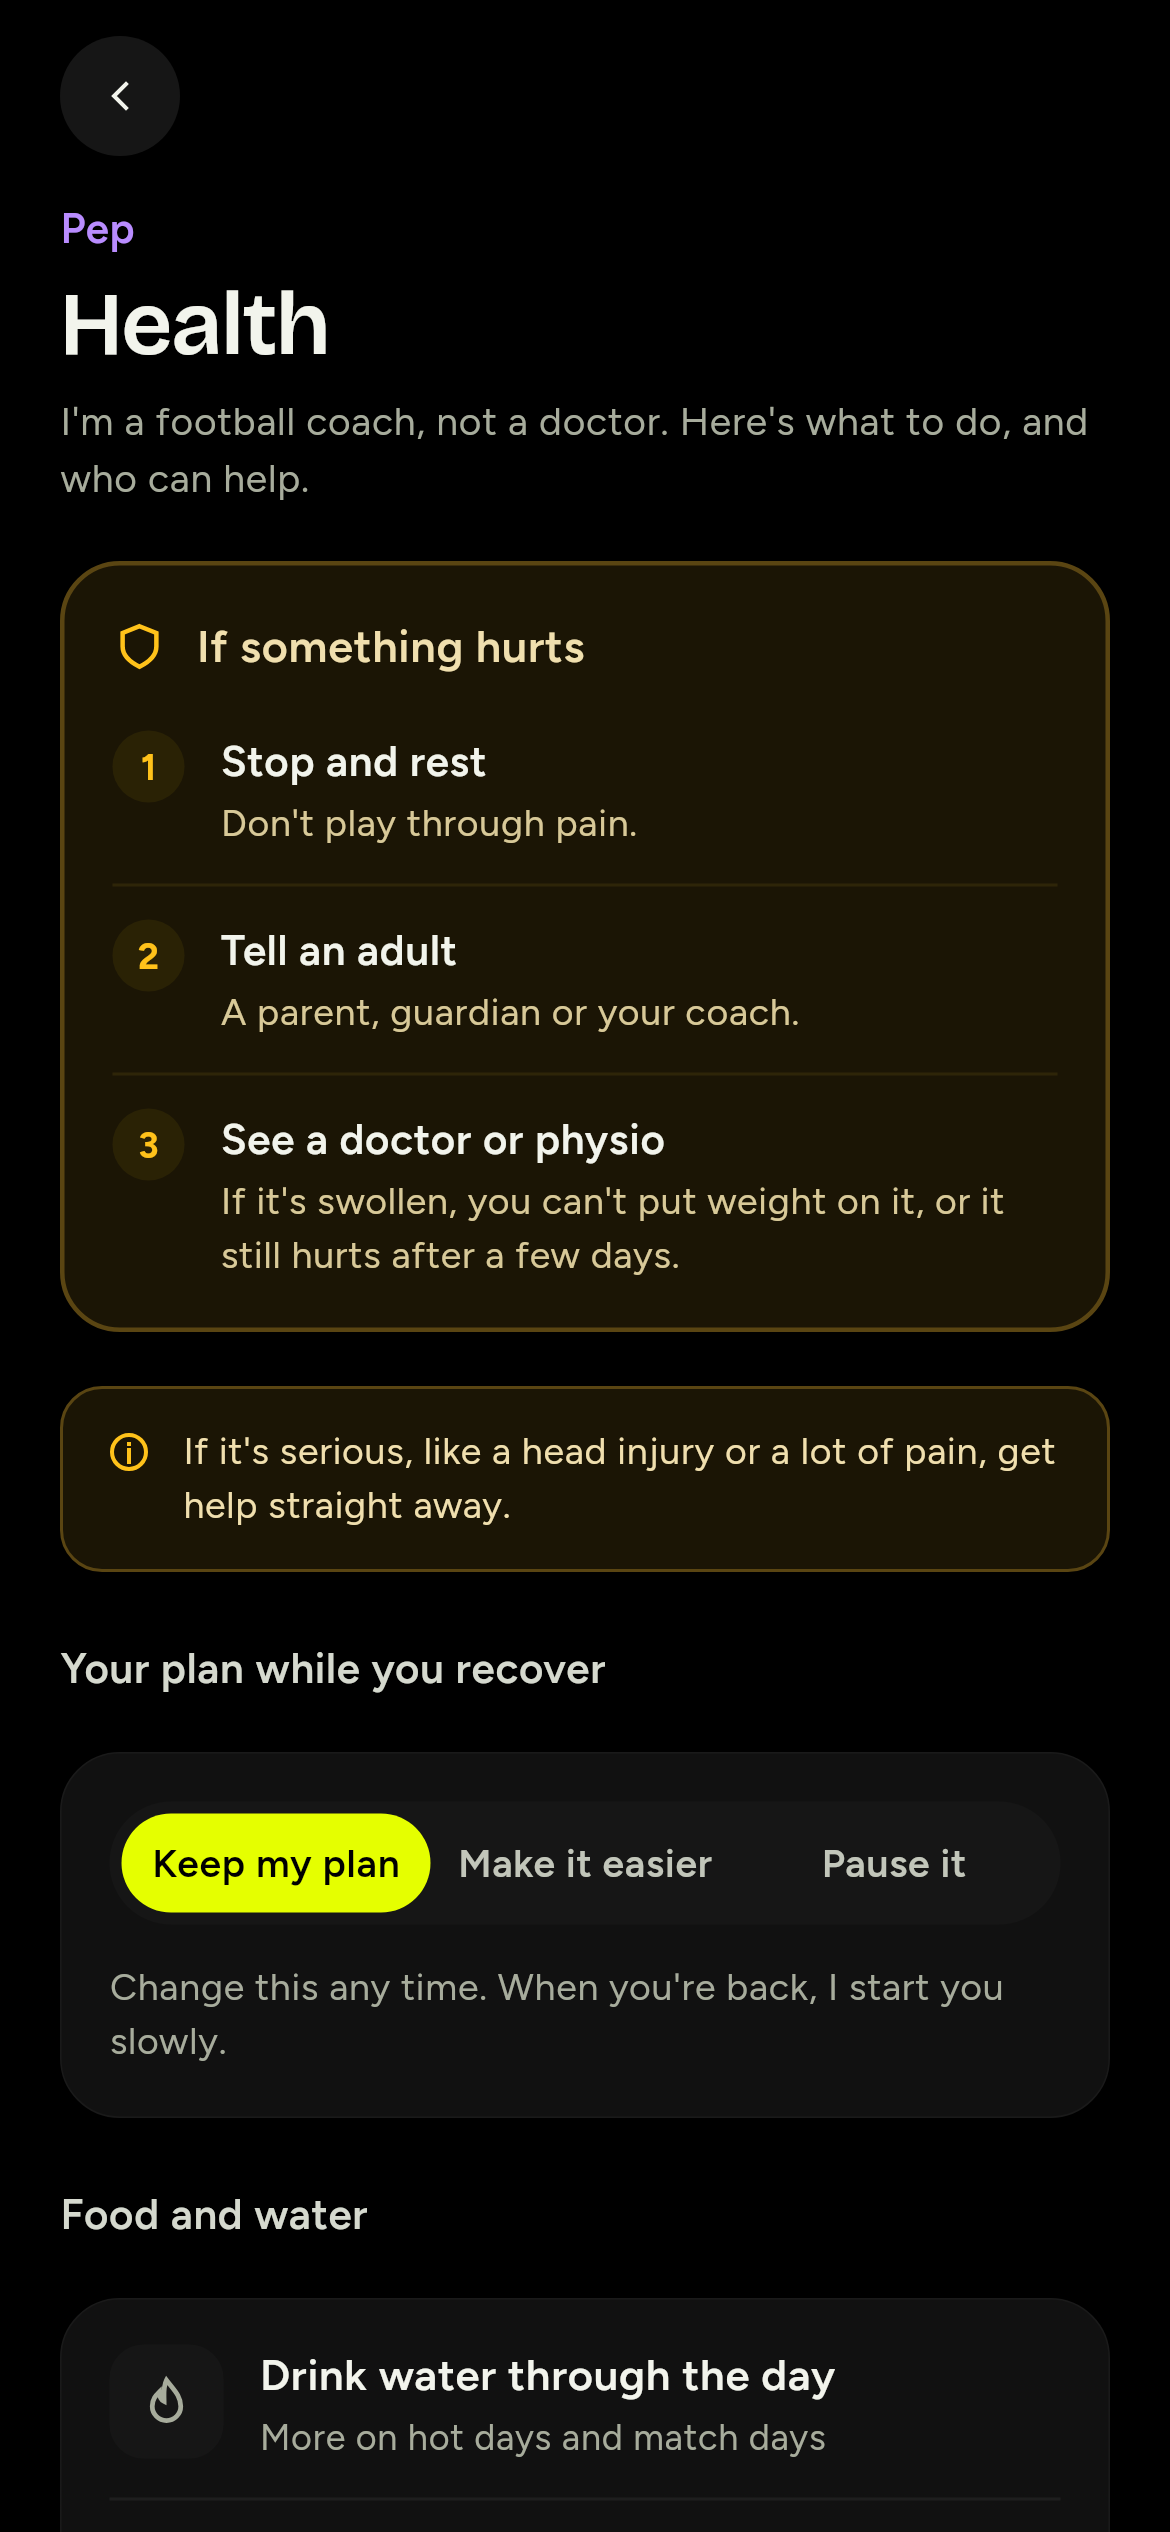 Pep
Health
I'm a football coach, not a doctor. Here's what to do, and
who can help.
If something hurts
1
Stop and rest
Don't play through pain.
2
Tell an adult
A parent, guardian or your coach.
3
See a doctor or physio
If it's swollen, you can't put weight on it, or it
still hurts after a few days.
If it's serious, like a head injury or a lot of pain, get
help straight away.
Your plan while you recover
Keep my plan
Make it easier
Pause it
Change this any time. When you're back, I start you
slowly.
Food and water
Drink water through the day
More on hot days and match days